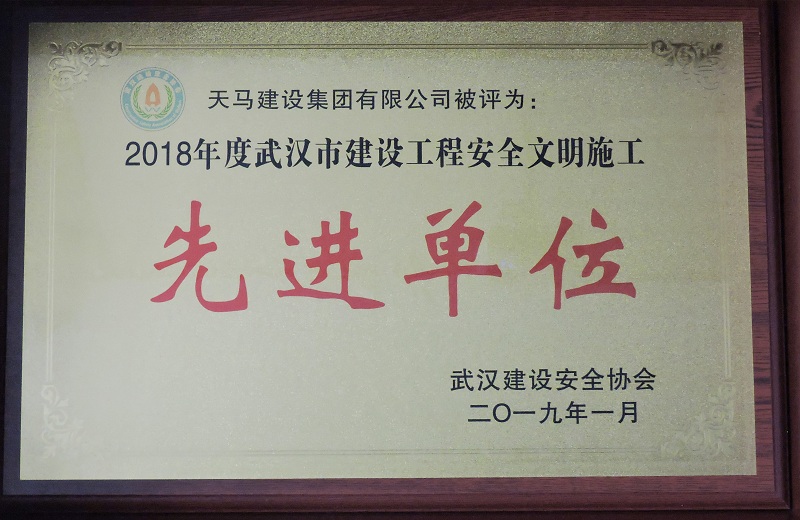 天马建设集团有限公司被评为：
2018年度武汉市建设工程安全文明施工
先进单位
武汉建设安全协会
二〇一九年一月